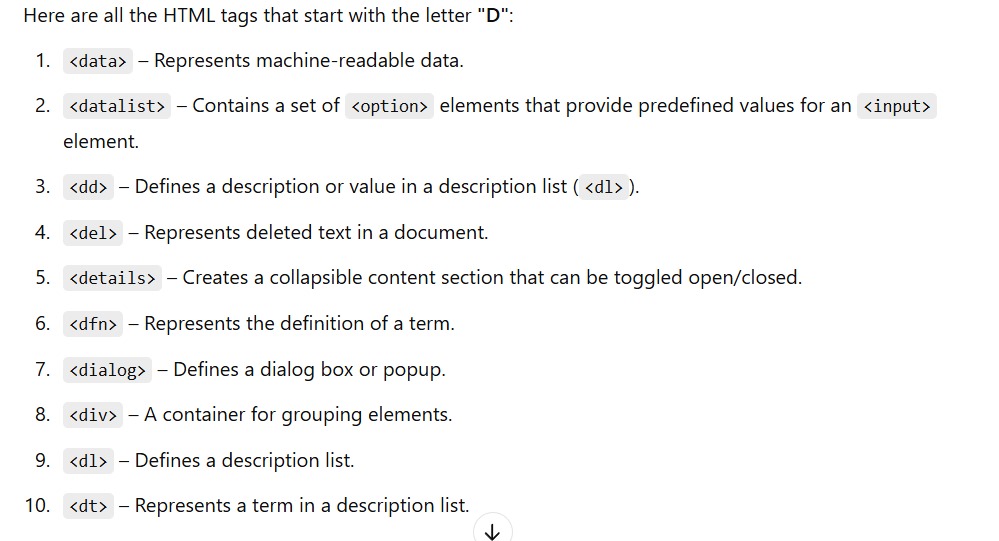 Here are all the HTML tags that start with the letter "D":
1. <data> – Represents machine-readable data.
2. <datalist> – Contains a set of <option> elements that provide predefined values for an <input>
element.
3. <dd> – Defines a description or value in a description list ( <dl> ).
4. <del> – Represents deleted text in a document.
5. <details> – Creates a collapsible content section that can be toggled open/closed.
6. <dfn> – Represents the definition of a term.
7. <dialog> – Defines a dialog box or popup.
8. <div> – A container for grouping elements.
9. <dl> – Defines a description list.
10. <dt> – Represents a term in a description list.